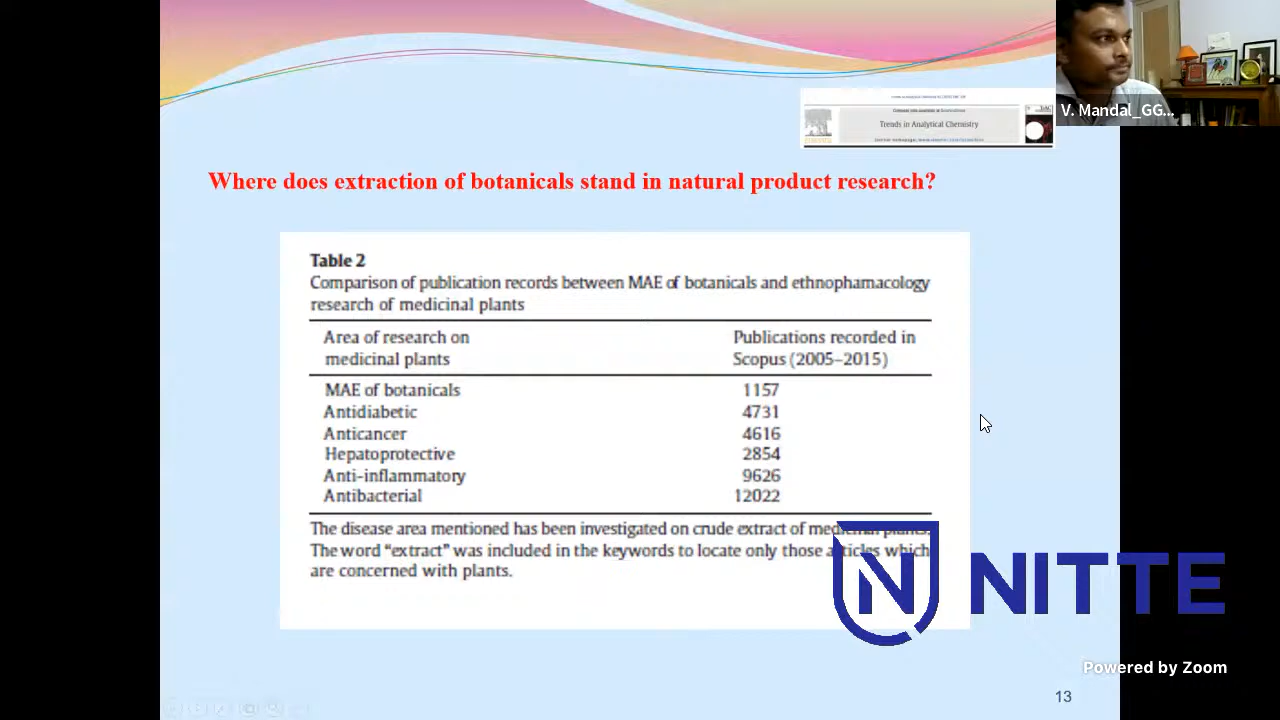 Trends in Analytical Chemistry
V. Mandal_GG...
Where does extraction of botanicals stand in natural product research?
Table 2
Comparison of publication records between MAE of botanicals and ethnophamacology
research of medicinal plants
Area of research on
medicinal plants
Publications recorded in
Scopus (2005–2015)
MAE of botanicals 1157
Antidiabetic 4731
Anticancer 4616
Hepatoprotective 2854
Anti-inflammatory 9626
Antibacterial 12022
The disease area mentioned has been investigated on crude extract of medicinal plants.
The word “extract” was included in the keywords to locate only those articles which
are concerned with plants.
NITTE
Powered by Zoom
13